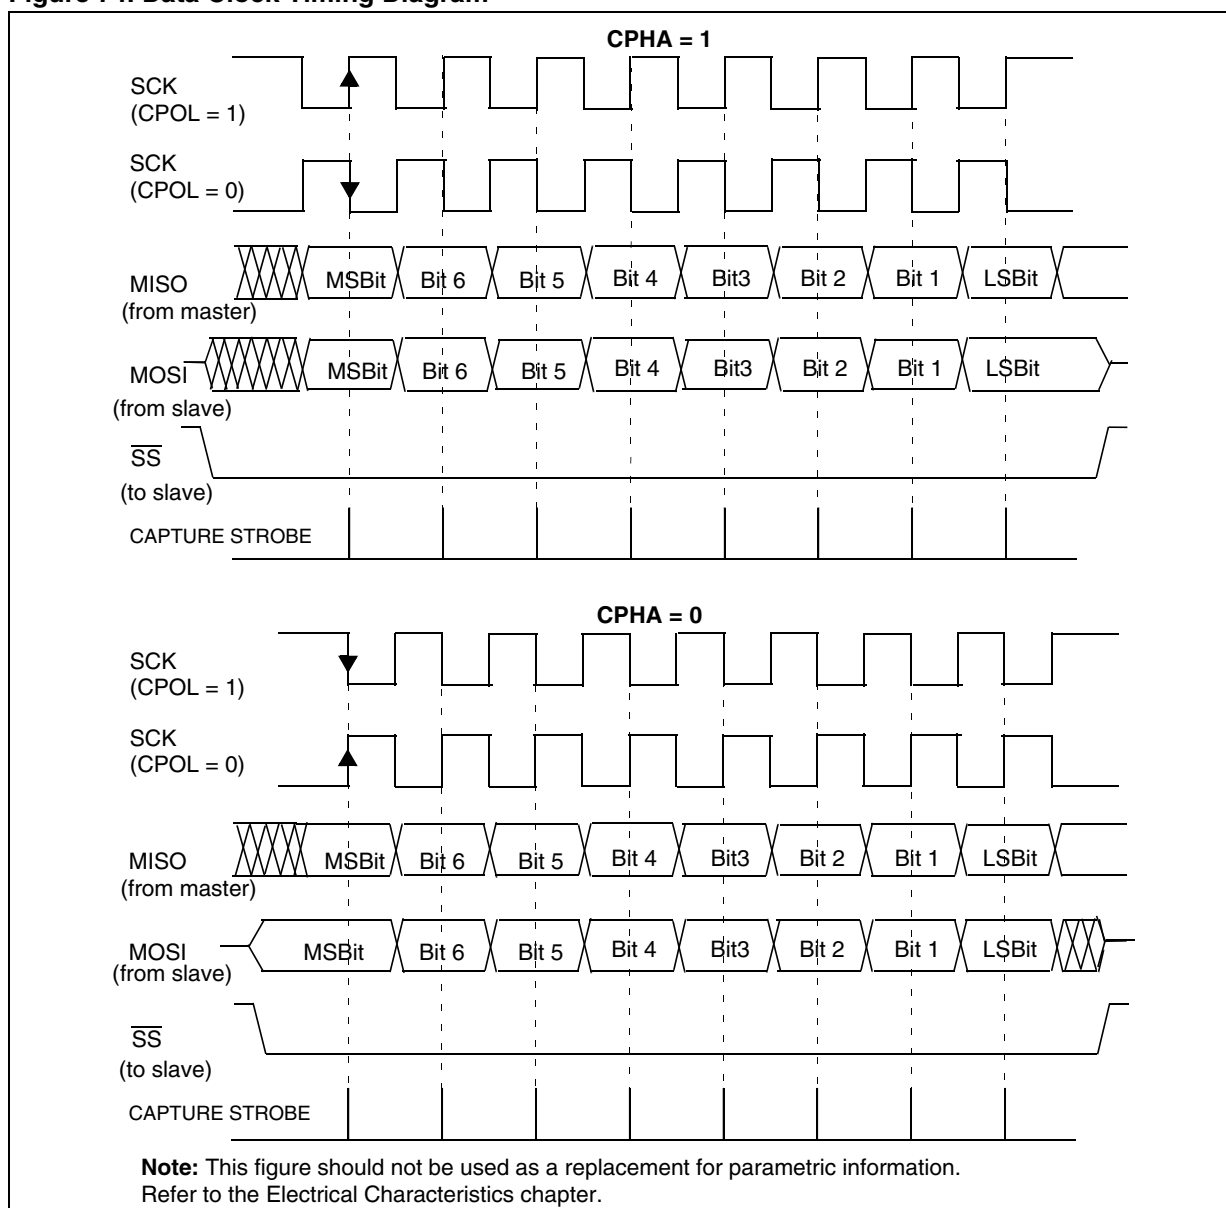 Figure Data Clock Timing Diagram
CPHA = 1
SCK
(CPOL = 1)
SCK
(CPOL = 0)
MISO
(from master)
MSBit Bit 6 Bit 5 Bit 4 Bit3 Bit 2 Bit 1 LSBit
MOSI
(from slave)
MSBit Bit 6 Bit 5 Bit 4 Bit3 Bit 2 Bit 1 LSBit
SS
(to slave)
CAPTURE STROBE
CPHA = 0
SCK
(CPOL = 1)
SCK
(CPOL = 0)
MISO
(from master)
MSBit Bit 6 Bit 5 Bit 4 Bit3 Bit 2 Bit 1 LSBit
MOSI
(from slave)
MSBit Bit 6 Bit 5 Bit 4 Bit3 Bit 2 Bit 1 LSBit
SS
(to slave)
CAPTURE STROBE
Note: This figure should not be used as a replacement for parametric information.
Refer to the Electrical Characteristics chapter.